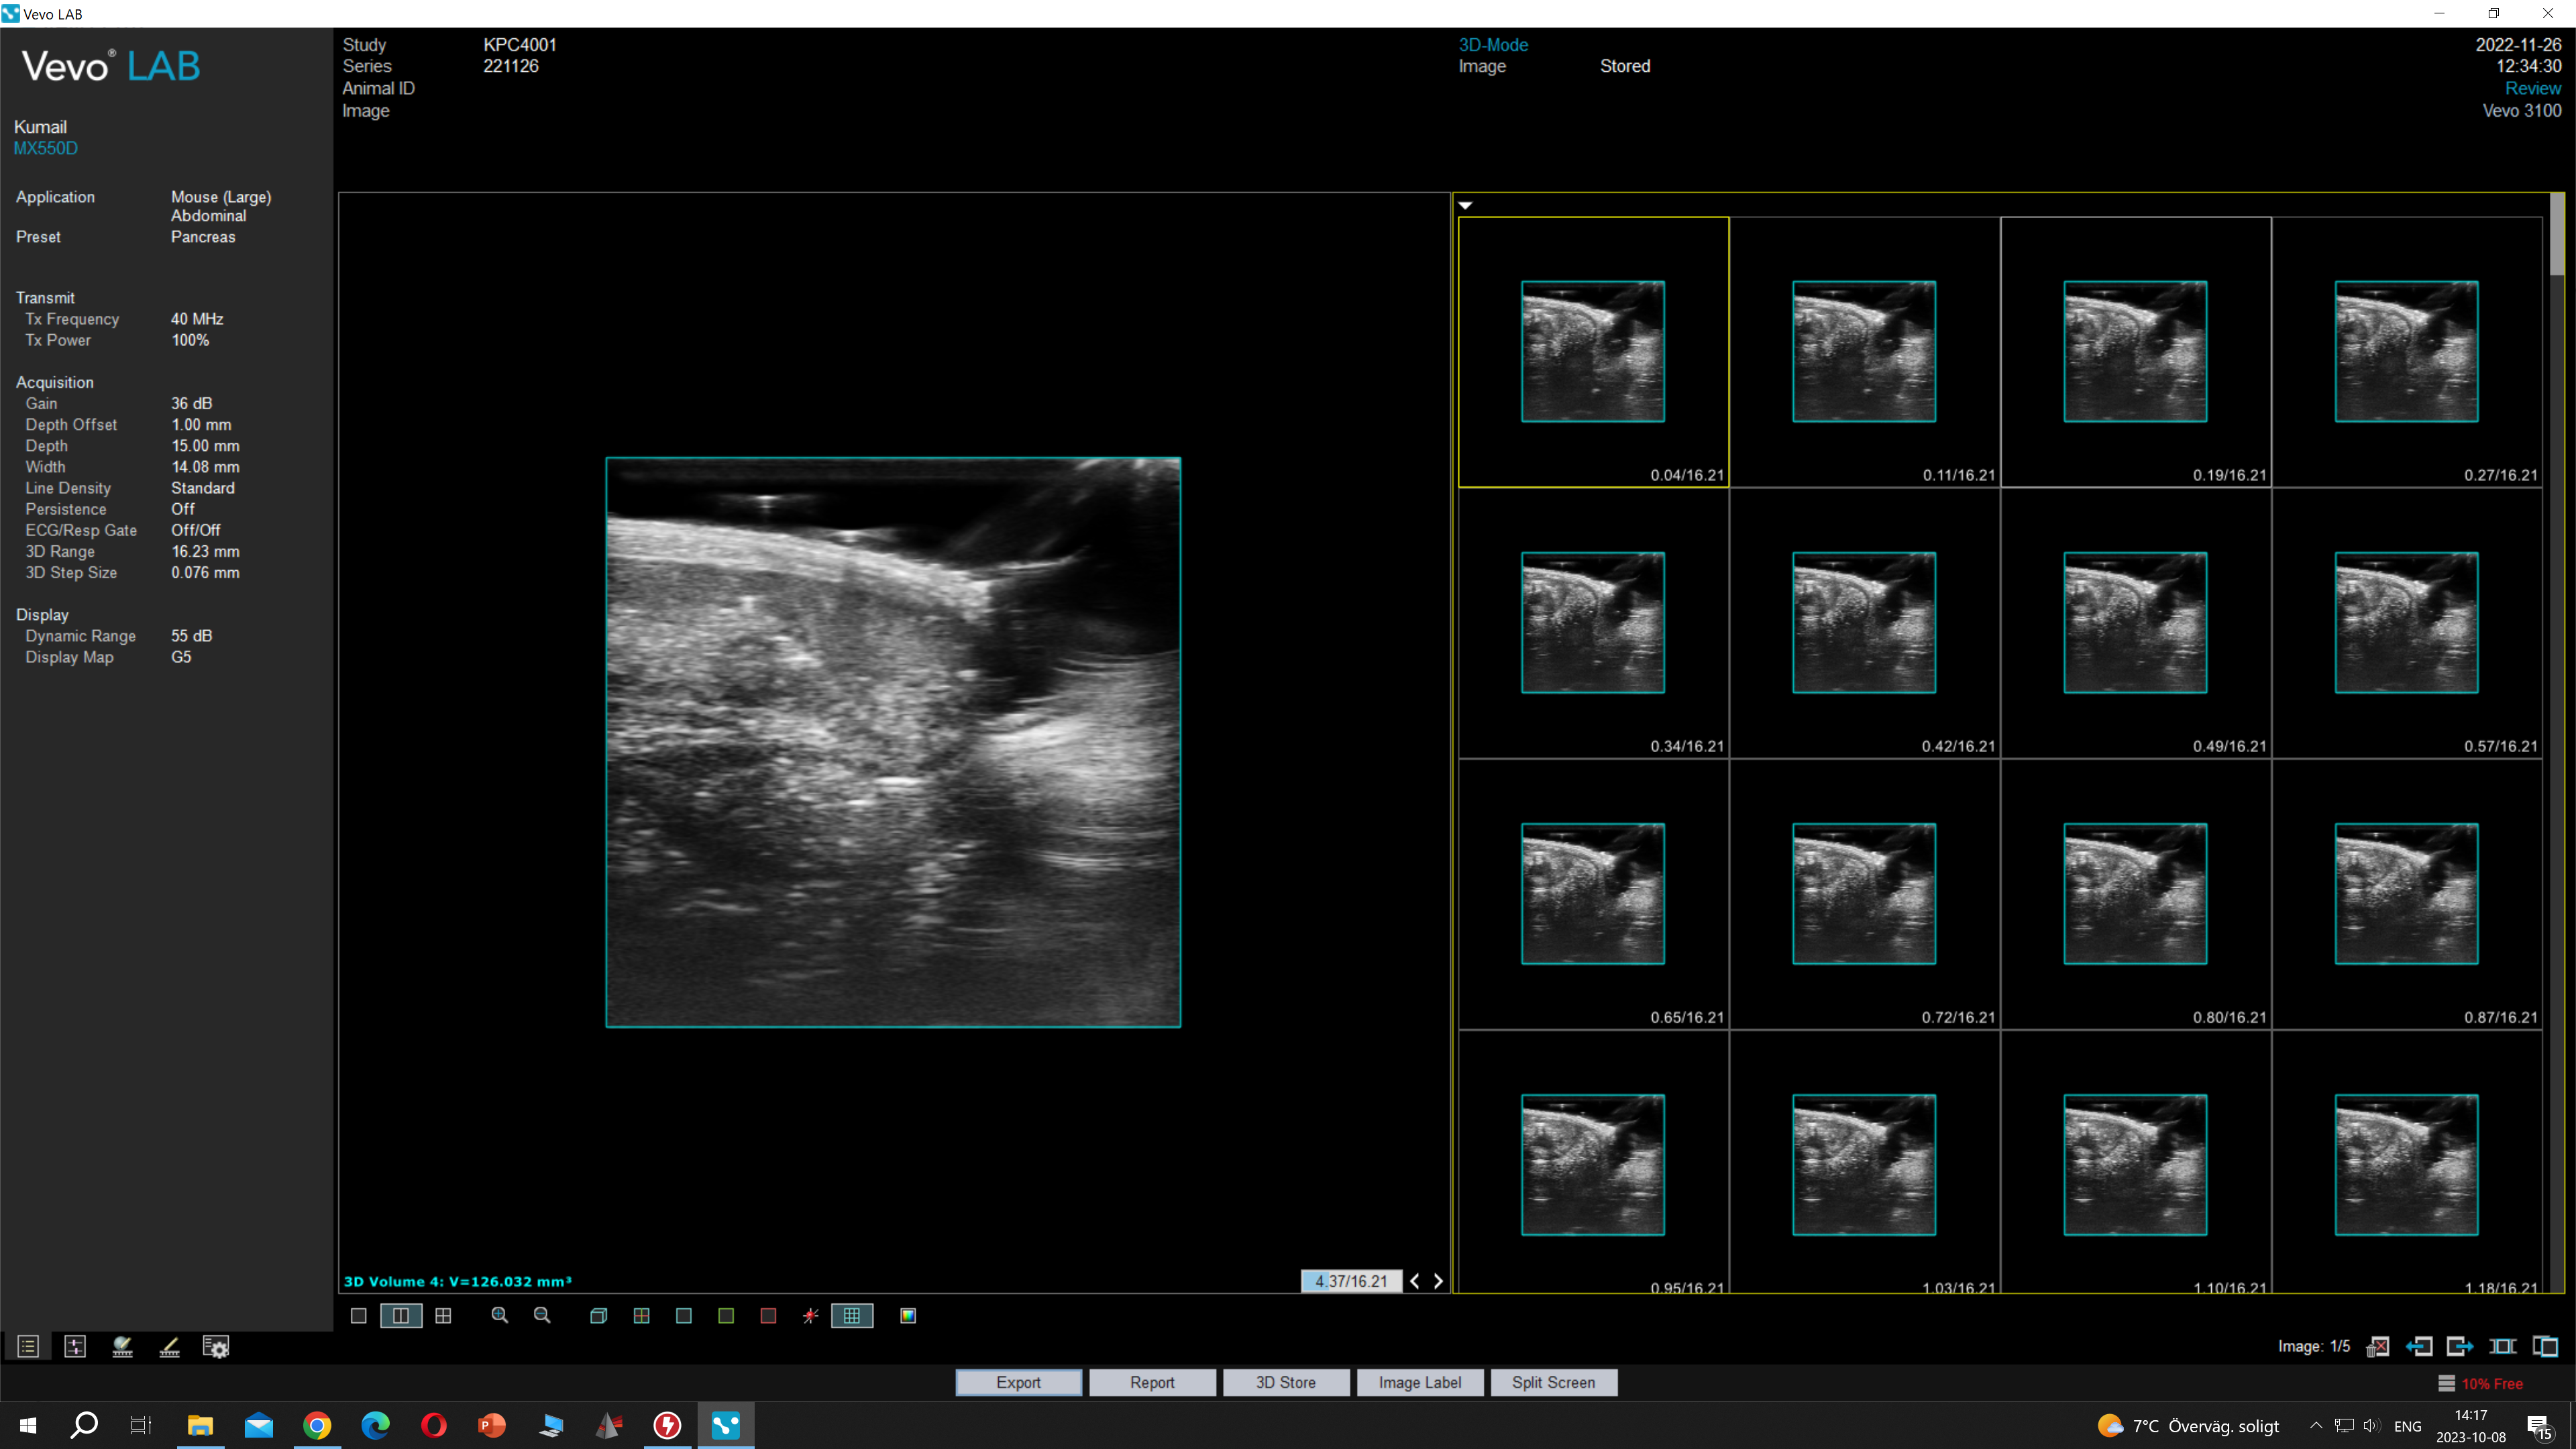 Vevo LAB
Vevo® LAB
Kumail
MX550D
Application Mouse (Large)
Abdominal
Preset Pancreas
Transmit
Tx Frequency 40 MHz
Tx Power 100%
Acquisition
Gain 36 dB
Depth Offset 1.00 mm
Depth 15.00 mm
Width 14.08 mm
Line Density Standard
Persistence Off
ECG/Resp Gate Off/Off
3D Range 16.23 mm
3D Step Size 0.076 mm
Display
Dynamic Range 55 dB
Display Map G5
Study KPC4001
Series 221126
Animal ID
Image
3D-Mode
Image Stored
2022-11-26
12:34:30
Review
Vevo 3100
0.04/16.21 0.11/16.21 0.19/16.21 0.27/16.21
0.34/16.21 0.42/16.21 0.49/16.21 0.57/16.21
0.65/16.21 0.72/16.21 0.80/16.21 0.87/16.21
0.95/16.21 1.03/16.21 1.10/16.21 1.18/16.21
3D Volume 4: V=126.032 mm³
4.37/16.21
Image: 1/5
Export Report 3D Store Image Label Split Screen
10% Free
7°C Överväg. soligt
ENG
14:17
2023-10-08
15